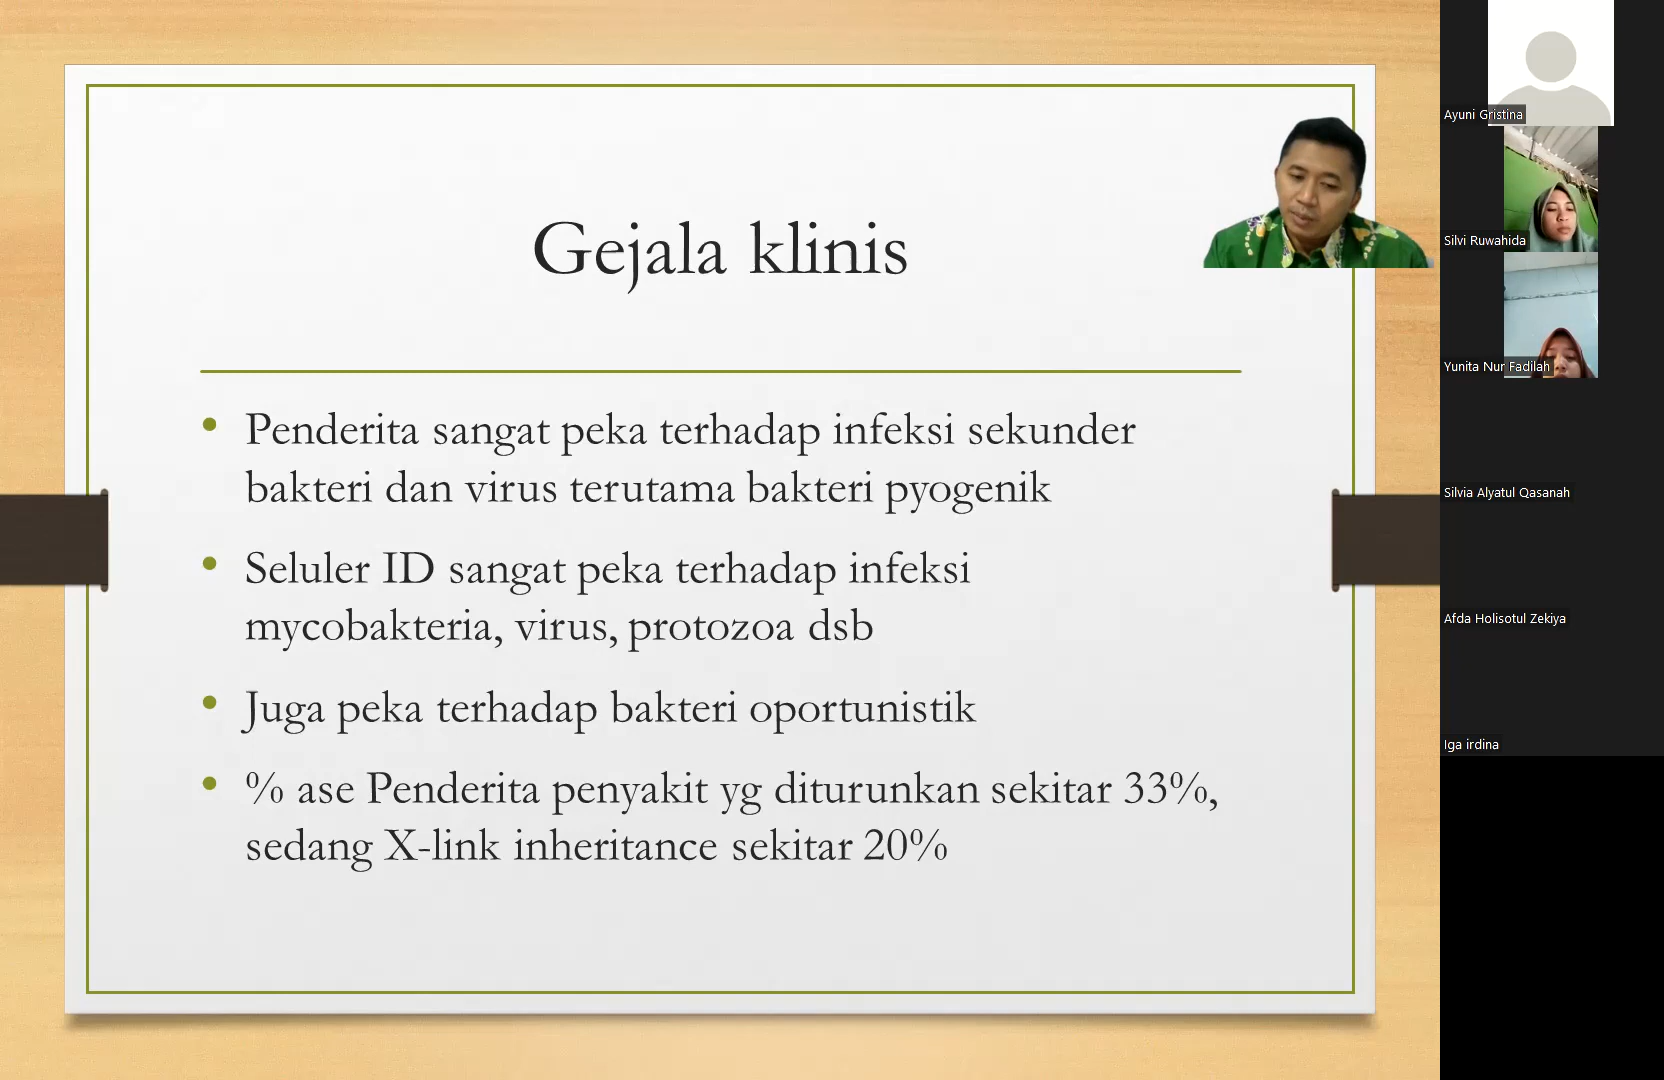 Gejala klinis
• Penderita sangat peka terhadap infeksi sekunder
bakteri dan virus terutama bakteri pyogenik
• Seluler ID sangat peka terhadap infeksi
mycobakteria, virus, protozoa dsb
• Juga peka terhadap bakteri oportunistik
• % ase Penderita penyakit yg diturunkan sekitar 33%,
sedang X-link inheritance sekitar 20%
Ayuni Gristina
Silvi Ruwahida
Yunita Nur Fadilah
Silvia Alyatul Qasanah
Afda Holisotul Zekiya
Iga irdina